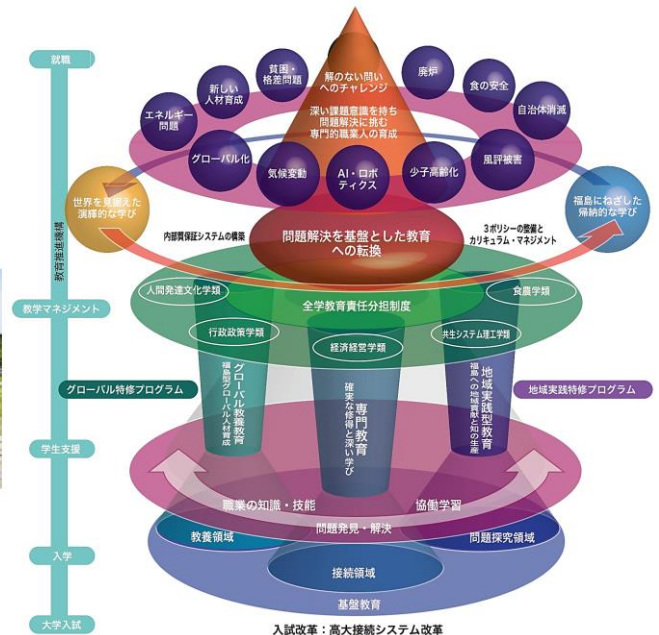 就職
教育推進機構
教学マネジメント
学生支援
入学
大学入試
解のない問い
へのチャレンジ
深い課題意識を持ち
問題解決に挑む
専門的職業人の育成
エネルギー
問題
新しい
人材育成
貧困・
格差問題
廃炉
食の安全
自治体消滅
グローバル化
気候変動
AI・ロボ
ティクス
少子高齢化
風評被害
世界を見据えた
演繹的な学び
福島にねざした
帰納的な学び
内部質保証システムの構築
問題解決を基盤とした教育
への転換
3ポリシーの整備と
カリキュラム・マネジメント
人間発達文化学類
全学教育責任分担制度
食農学類
行政政策学類
経済経営学類
共生システム理工学類
グローバル特修プログラム
グローバル教養教育
福島型グローバル人材育成
専門教育
確実な修得と深い学び
地域実践型教育
福島への地域貢献と知の生産
地域実践特修プログラム
職業の知識・技能
協働学習
問題発見・解決
教養領域
問題探究領域
接続領域
基盤教育
入試改革:高大接続システム改革